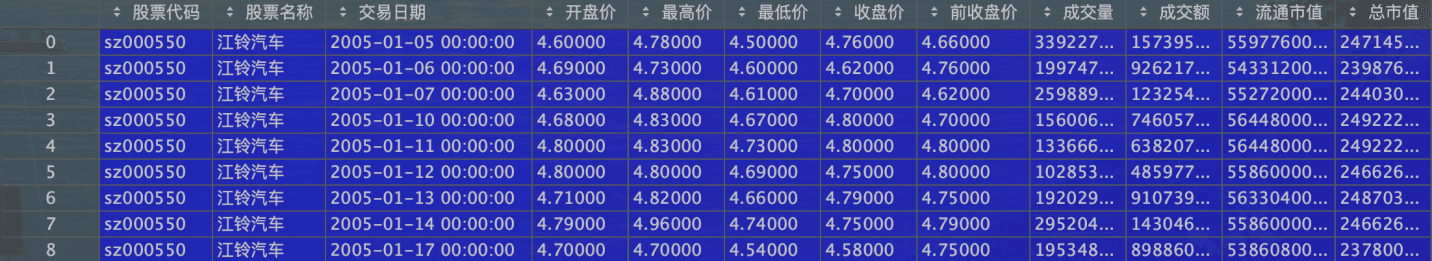 股票代码 股票名称 交易日期 开盘价 最高价 最低价 收盘价 前收盘价 成交量 成交额 流通市值 总市值
0 sz000550 江铃汽车 2005-01-05 00:00:00 4.60000 4.78000 4.50000 4.76000 4.66000 339227... 157395... 55977600... 247145...
1 sz000550 江铃汽车 2005-01-06 00:00:00 4.69000 4.73000 4.60000 4.62000 4.76000 199747... 926217... 54331200... 239876...
2 sz000550 江铃汽车 2005-01-07 00:00:00 4.63000 4.88000 4.61000 4.70000 4.62000 259889... 123254... 55272000... 244030...
3 sz000550 江铃汽车 2005-01-10 00:00:00 4.68000 4.83000 4.67000 4.80000 4.70000 156006... 746057... 56448000... 249222...
4 sz000550 江铃汽车 2005-01-11 00:00:00 4.80000 4.83000 4.73000 4.80000 4.80000 133666... 638207... 56448000... 249222...
5 sz000550 江铃汽车 2005-01-12 00:00:00 4.80000 4.80000 4.69000 4.75000 4.80000 102853... 485977... 55860000... 246626...
6 sz000550 江铃汽车 2005-01-13 00:00:00 4.71000 4.82000 4.66000 4.79000 4.75000 192029... 910739... 56330400... 248703...
7 sz000550 江铃汽车 2005-01-14 00:00:00 4.79000 4.96000 4.74000 4.75000 4.79000 295204... 143046... 55860000... 246626...
8 sz000550 江铃汽车 2005-01-17 00:00:00 4.70000 4.70000 4.54000 4.58000 4.75000 195348... 898860... 53860800... 237800...